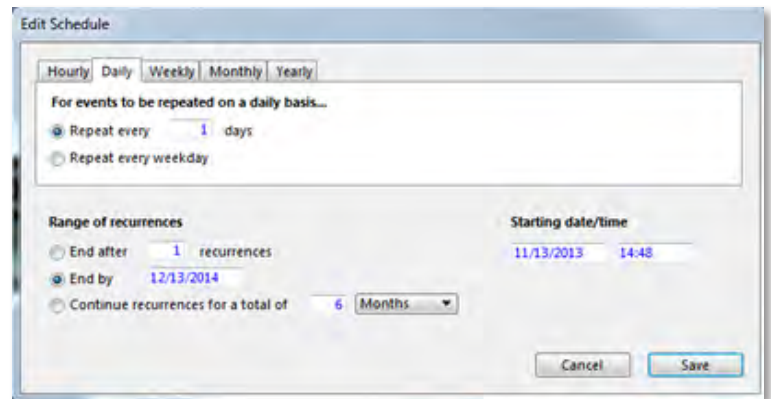 Edit Schedule
Hourly Daily Weekly Monthly Yearly
For events to be repeated on a daily basis...
Repeat every 1 days
Repeat every weekday
Range of recurrences Starting date/time
End after 1 recurrences 11/13/2013 14:48
End by 12/13/2014
Continue recurrences for a total of 6 Months
Cancel Save